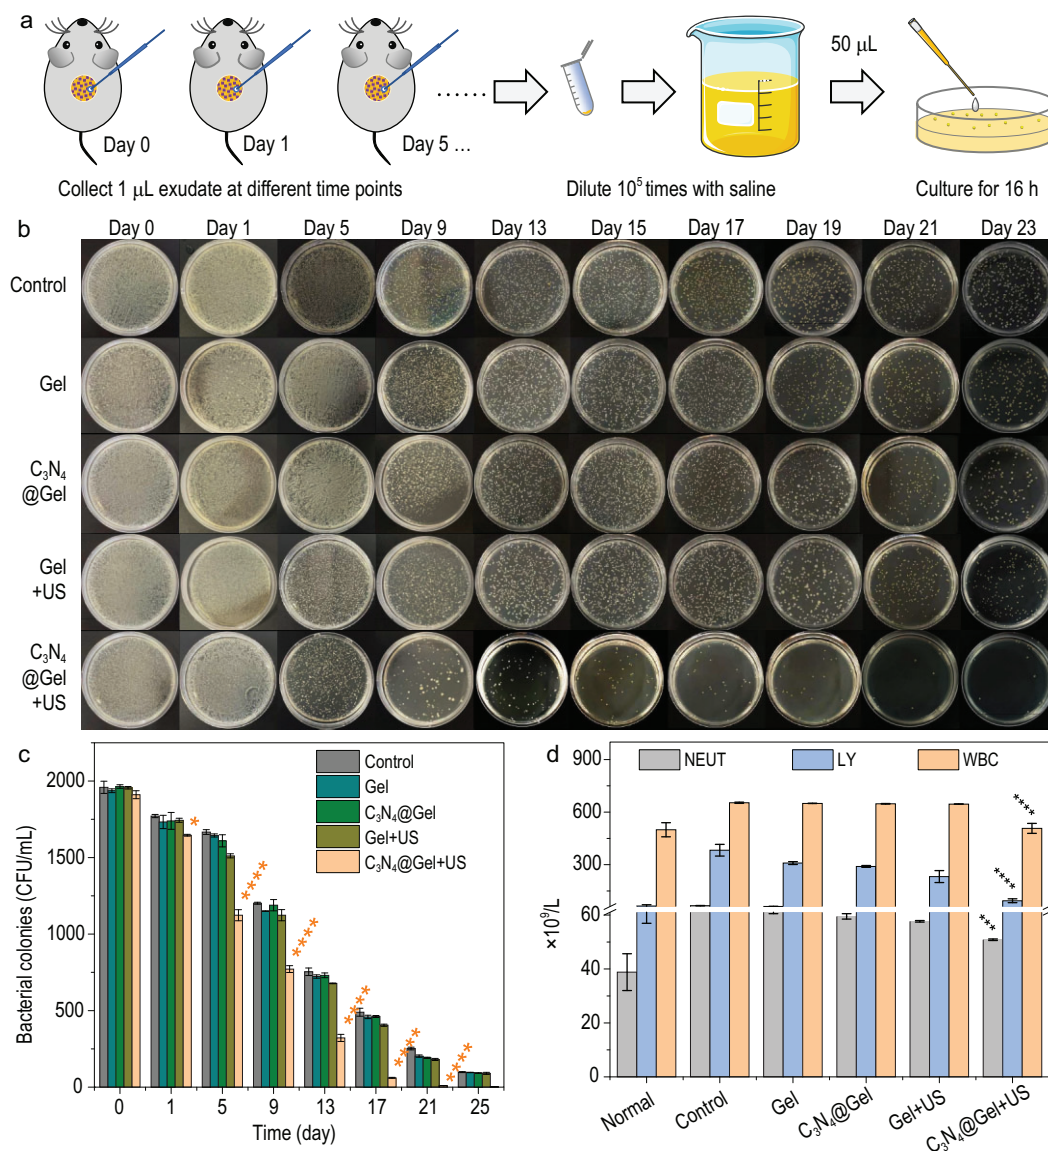 a
50 μL
Day 0
Day 1
Day 5 ...
......
Collect 1 μL exudate at different time points
Dilute 10⁵ times with saline
Culture for 16 h
b
Day 0 Day 1 Day 5 Day 9 Day 13 Day 15 Day 17 Day 19 Day 21 Day 23
Control
Gel
C₃N₄
@Gel
Gel
+US
C₃N₄
@Gel
+US
c
Bacterial colonies (CFU/mL)
2000
1500
1000
500
0
Control
Gel
C₃N₄@Gel
Gel+US
C₃N₄@Gel+US
*
****
****
****
****
****
0 1 5 9 13 17 21 25
Time (day)
d
×10⁹/L
900
600
300
60
40
20
0
NEUT LY WBC
****
****
***
Normal
Control
Gel
C₃N₄@Gel
Gel+US
C₃N₄@Gel+US